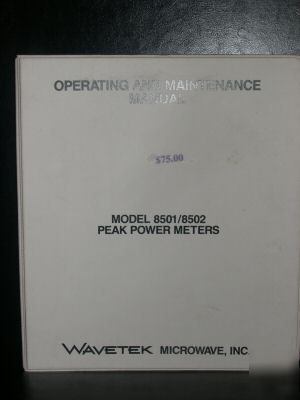 OPERATING AND MAINTENANCE
MANUAL
$75.00
MODEL 8501/8502
PEAK POWER METERS
WAVETEK MICROWAVE, INC.